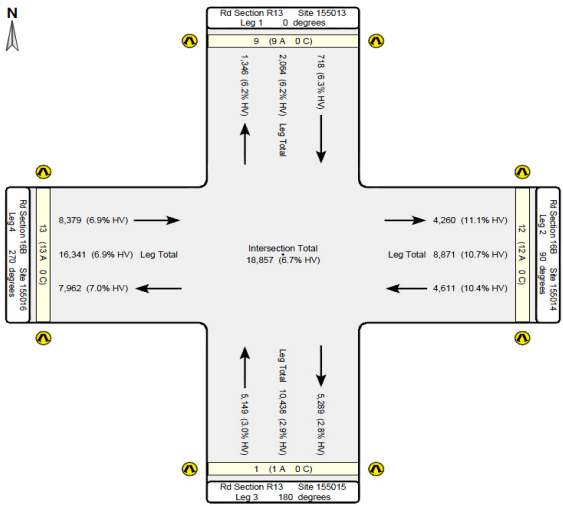 N
Rd Section R13 Site 155013
Leg 1 0 degrees
9 (9 A 0 C)
1,346 (6.2% HV)
2,064 (6.2% HV) Leg Total
718 (6.3% HV)
Rd Section 16B Site 155016
Leg 4 270 degrees
13 (13 A 0 C)
8,379 (6.9% HV)
16,341 (6.9% HV) Leg Total
7,962 (7.0% HV)
Intersection Total
18,857 (6.7% HV)
4,260 (11.1% HV)
Leg Total 8,871 (10.7% HV)
4,611 (10.4% HV)
12 (12 A 0 C)
Rd Section 16B Site 155014
Leg 2 90 degrees
5,149 (3.0% HV)
Leg Total 10,438 (2.9% HV)
5,289 (2.8% HV)
1 (1 A 0 C)
Rd Section R13 Site 155015
Leg 3 180 degrees